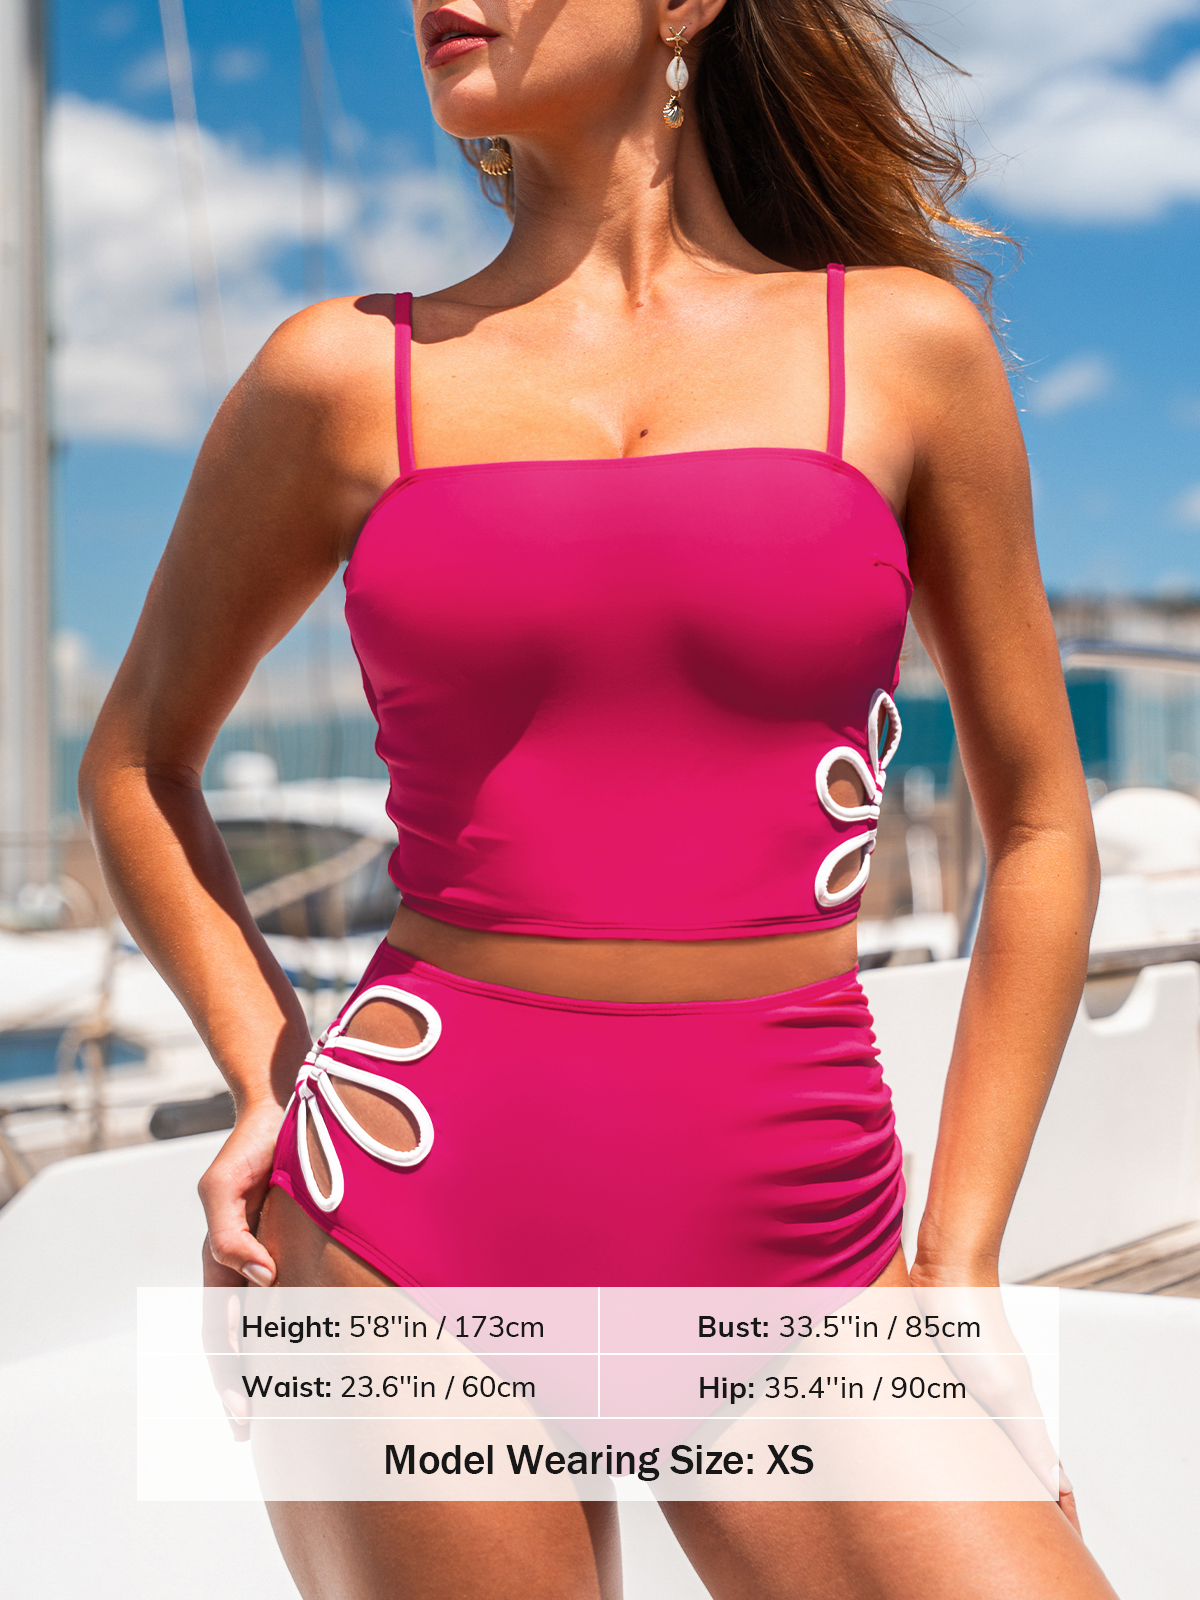 Height: 5'8''in / 173cm
Bust: 33.5''in / 85cm
Waist: 23.6''in / 60cm
Hip: 35.4''in / 90cm
Model Wearing Size: XS